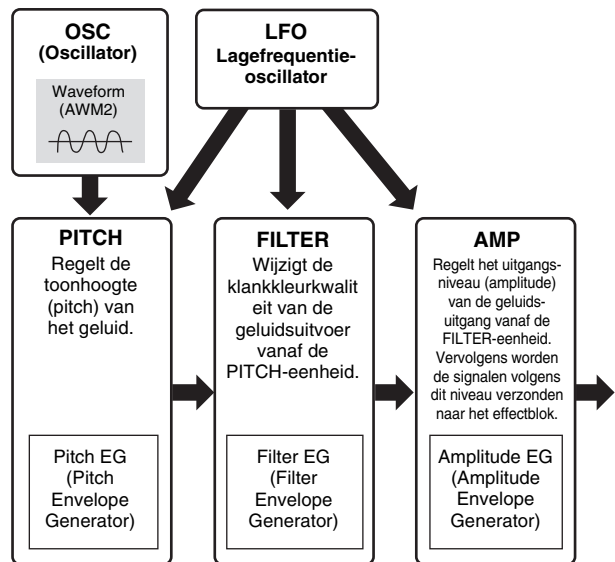 OSC
(Oscillator)
Waveform
(AWM2)
LFO
Lagefrequentie-
oscillator
PITCH
Regelt de
toonhoogte
(pitch) van
het geluid.
Pitch EG
(Pitch
Envelope
Generator)
FILTER
Wijzigt de
klankkleurkwalit
eit van de
geluidsuitvoer
vanaf de
PITCH-eenheid.
Filter EG
(Filter
Envelope
Generator)
AMP
Regelt het uitgangs-
niveau (amplitude)
van de geluids-
uitgang vanaf de
FILTER-eenheid.
Vervolgens worden
de signalen volgens
dit niveau verzonden
naar het effectblok.
Amplitude EG
(Amplitude
Envelope
Generator)